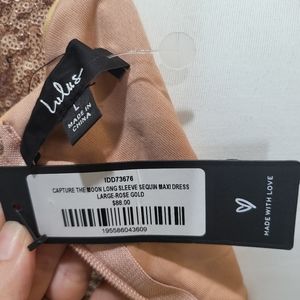 Lulus
L
MADE IN
CHINA
IDD73676
CAPTURE THE MOON LONG SLEEVE SEQUIN MAXI DRESS
LARGE-ROSE GOLD
$88.00
195586043609
MADE WITH LOVE